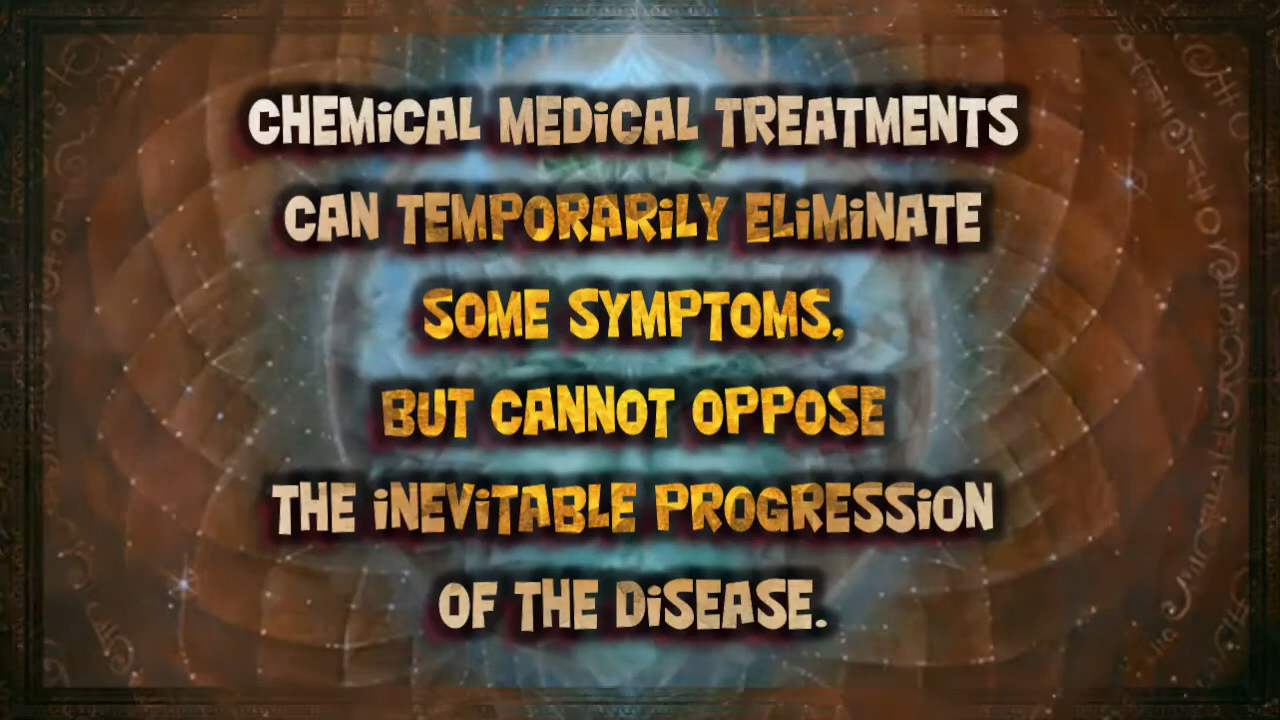 CHEMiCAL MEDiCAL TREATMENTS
CAN TEMPORARiLY ELiMiNATE
SOME SYMPTOMS,
BUT CANNOT OPPOSE
THE iNEViTABLE PROGRESSiON
OF THE DiSEASE.